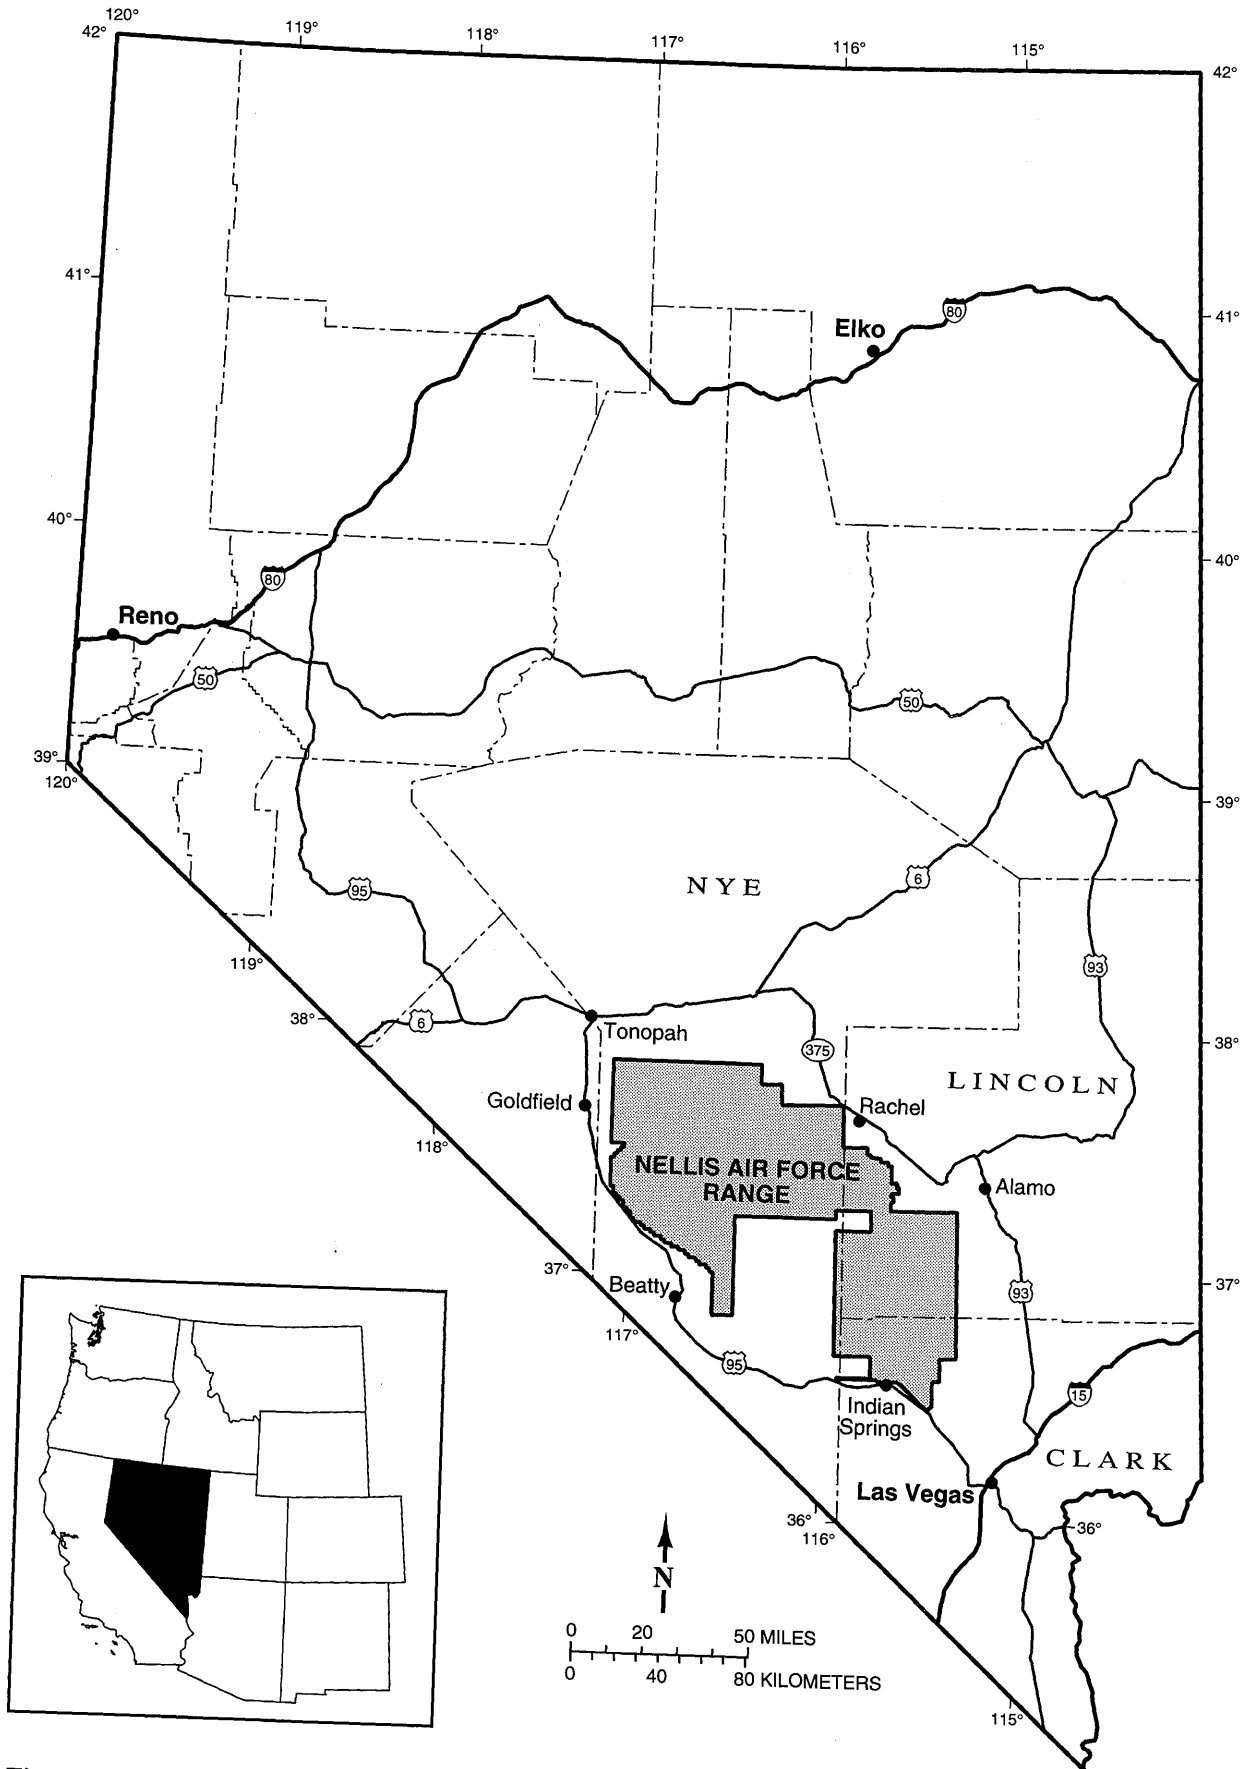 120°
119°
118°
117°
116°
115°
42°
42°
41°
80
Elko
41°
40°
80
40°
Reno
50
50
39°
120°
39°
NYE
6
95
93
119°
38°
6
Tonopah
375
38°
LINCOLN
Goldfield
Rachel
118°
NELLIS AIR FORCE
RANGE
Alamo
37°
Beatty
93
37°
117°
95
15
Indian
Springs
CLARK
Las Vegas
36°
116°
36°
N
0 20 50 MILES
0 40 80 KILOMETERS
115°